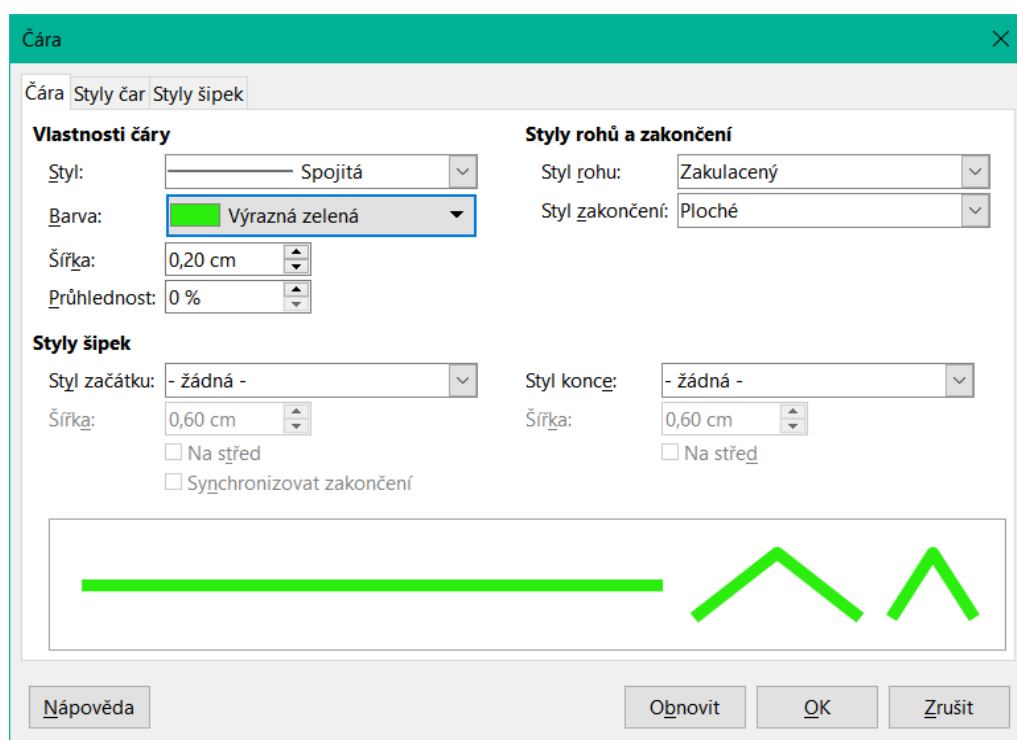 Čára
Čára Styly čar Styly šipek
Vlastnosti čáry
Styly rohů a zakončení
Styl: Spojitá
Styl rohu: Zakulacený
Barva: Výrazná zelená
Styl zakončení: Ploché
Šířka: 0,20 cm
Průhlednost: 0 %
Styly šipek
Styl začátku: - žádná -
Styl konce: - žádná -
Šířka: 0,60 cm
Šířka: 0,60 cm
Na střed
Na střed
Synchronizovat zakončení
Nápověda
Obnovit
OK
Zrušit